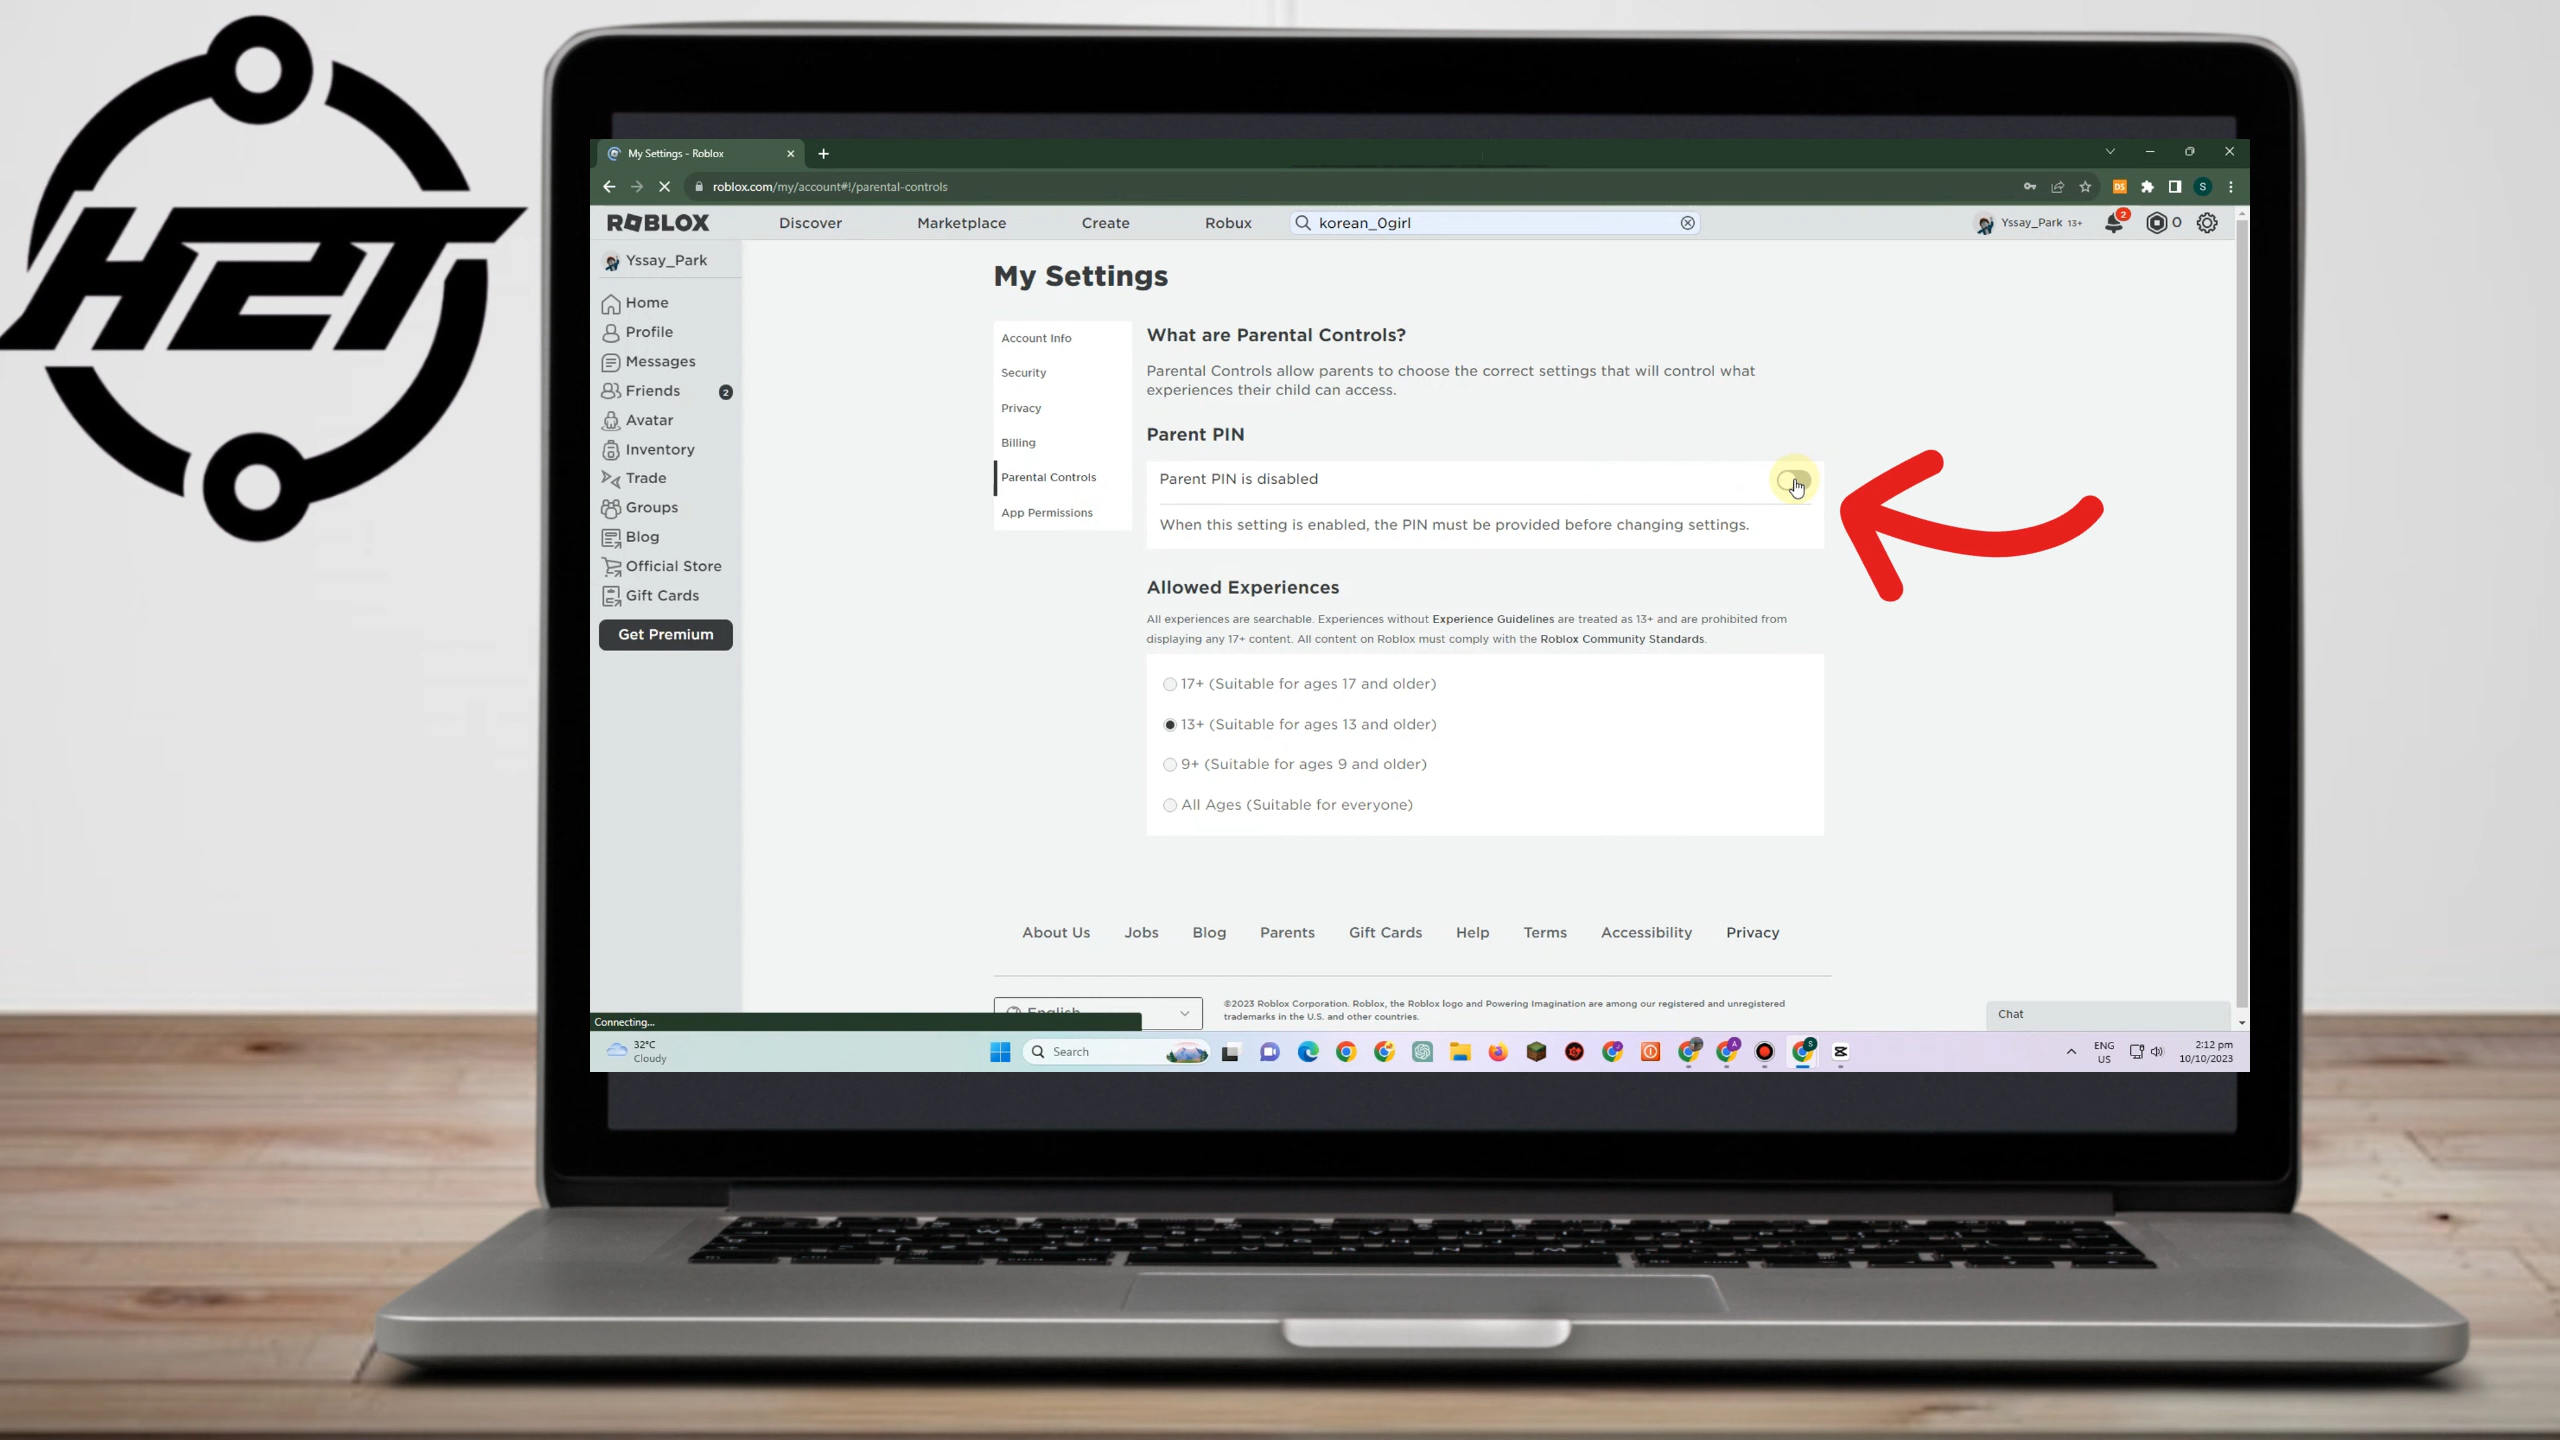 H2T
My Settings - Roblox
roblox.com/my/account#!/parental-controls
DS
S
ROBLOX
Discover
Marketplace
Create
Robux
korean_0girl
Yssay_Park 13+
2
0
Yssay_Park
Home
Profile
Messages
Friends
2
Avatar
Inventory
Trade
Groups
Blog
Official Store
Gift Cards
Get Premium
My Settings
Account Info
Security
Privacy
Billing
Parental Controls
App Permissions
What are Parental Controls?
Parental Controls allow parents to choose the correct settings that will control what
experiences their child can access.
Parent PIN
Parent PIN is disabled
When this setting is enabled, the PIN must be provided before changing settings.
Allowed Experiences
All experiences are searchable. Experiences without Experience Guidelines are treated as 13+ and are prohibited from
displaying any 17+ content. All content on Roblox must comply with the Roblox Community Standards.
17+ (Suitable for ages 17 and older)
13+ (Suitable for ages 13 and older)
9+ (Suitable for ages 9 and older)
All Ages (Suitable for everyone)
About Us
Jobs
Blog
Parents
Gift Cards
Help
Terms
Accessibility
Privacy
English
©2023 Roblox Corporation. Roblox, the Roblox logo and Powering Imagination are among our registered and unregistered
trademarks in the U.S. and other countries.
Chat
Connecting...
32°C
Cloudy
Search
A
S
ENG
US
2:12 pm
10/10/2023